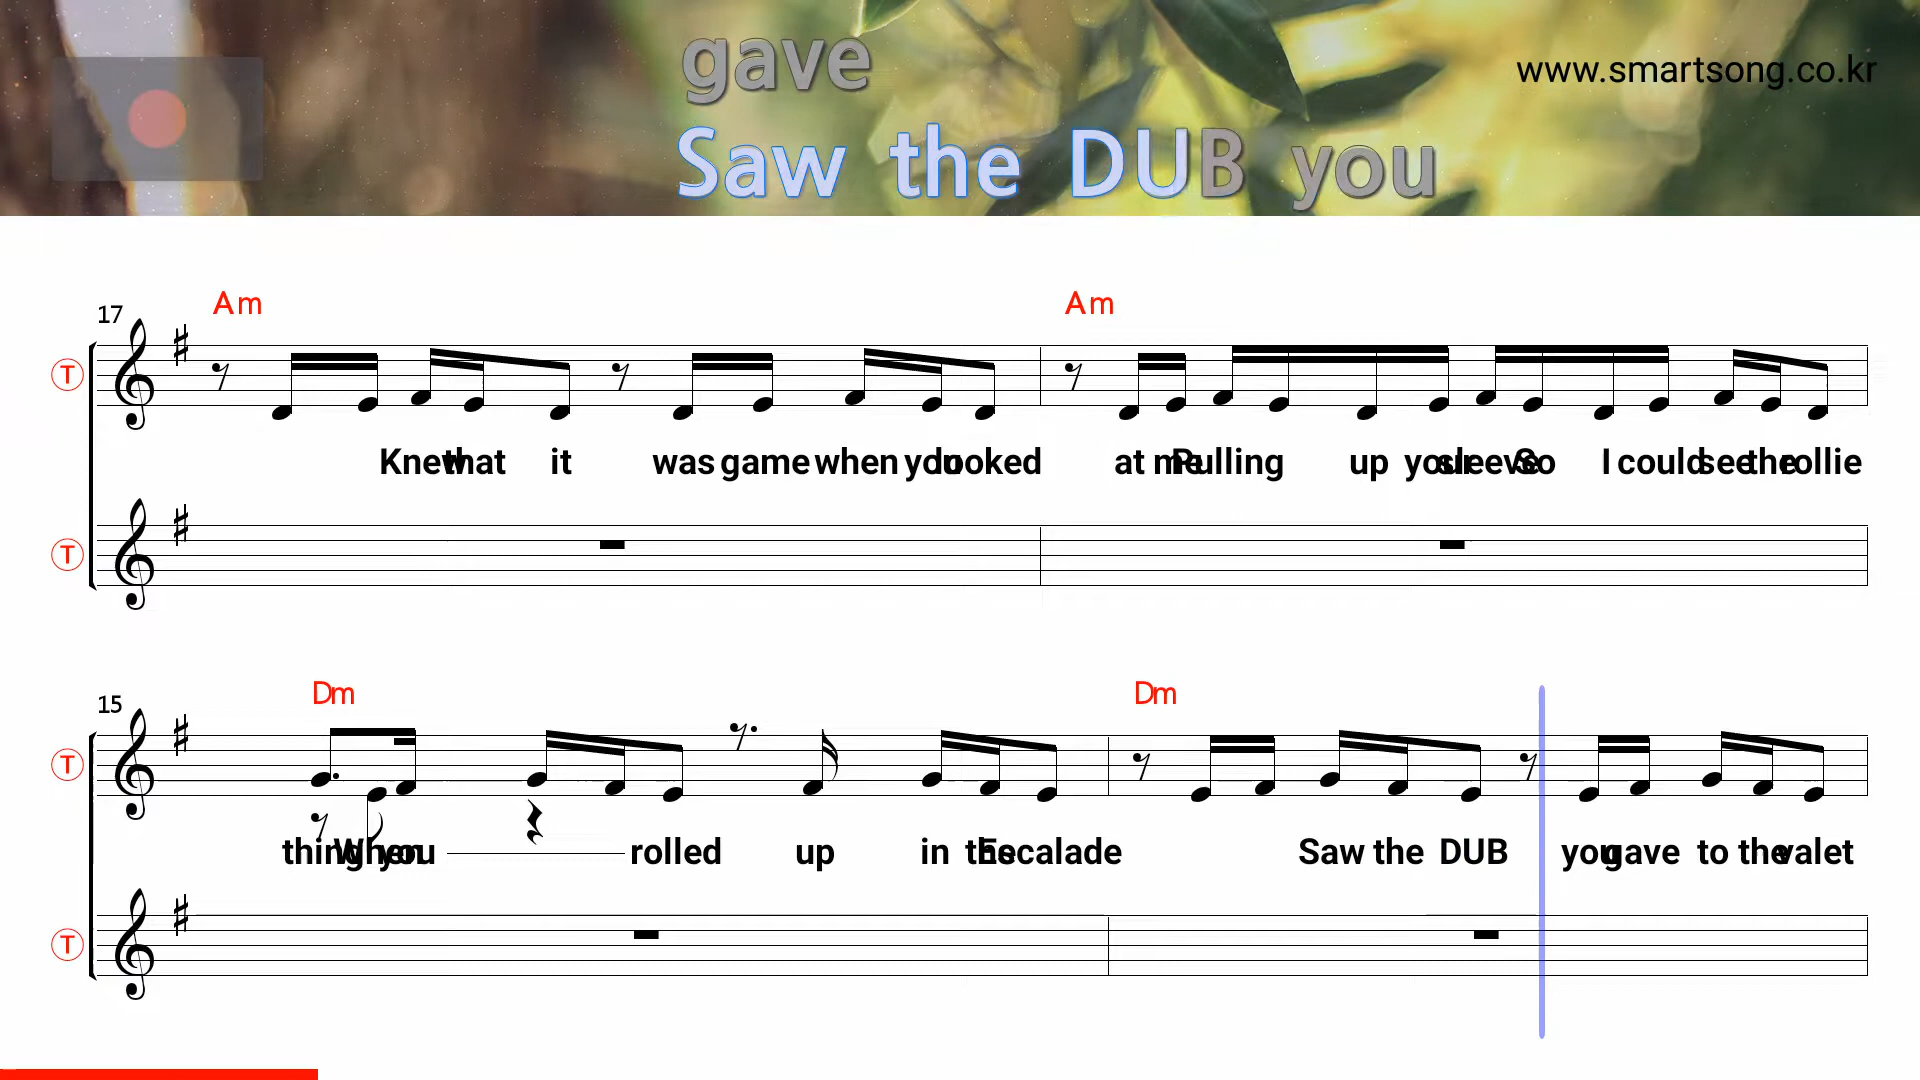 gave
www.smartsong.co.kr
Saw the DUB you
17
Am Am
T
Knew that it was game when you looked at me Pulling up your sleeve So I could see the rollie
T
15
Dm Dm
T
thing When you rolled up in the Escalade Saw the DUB you gave to the valet
T